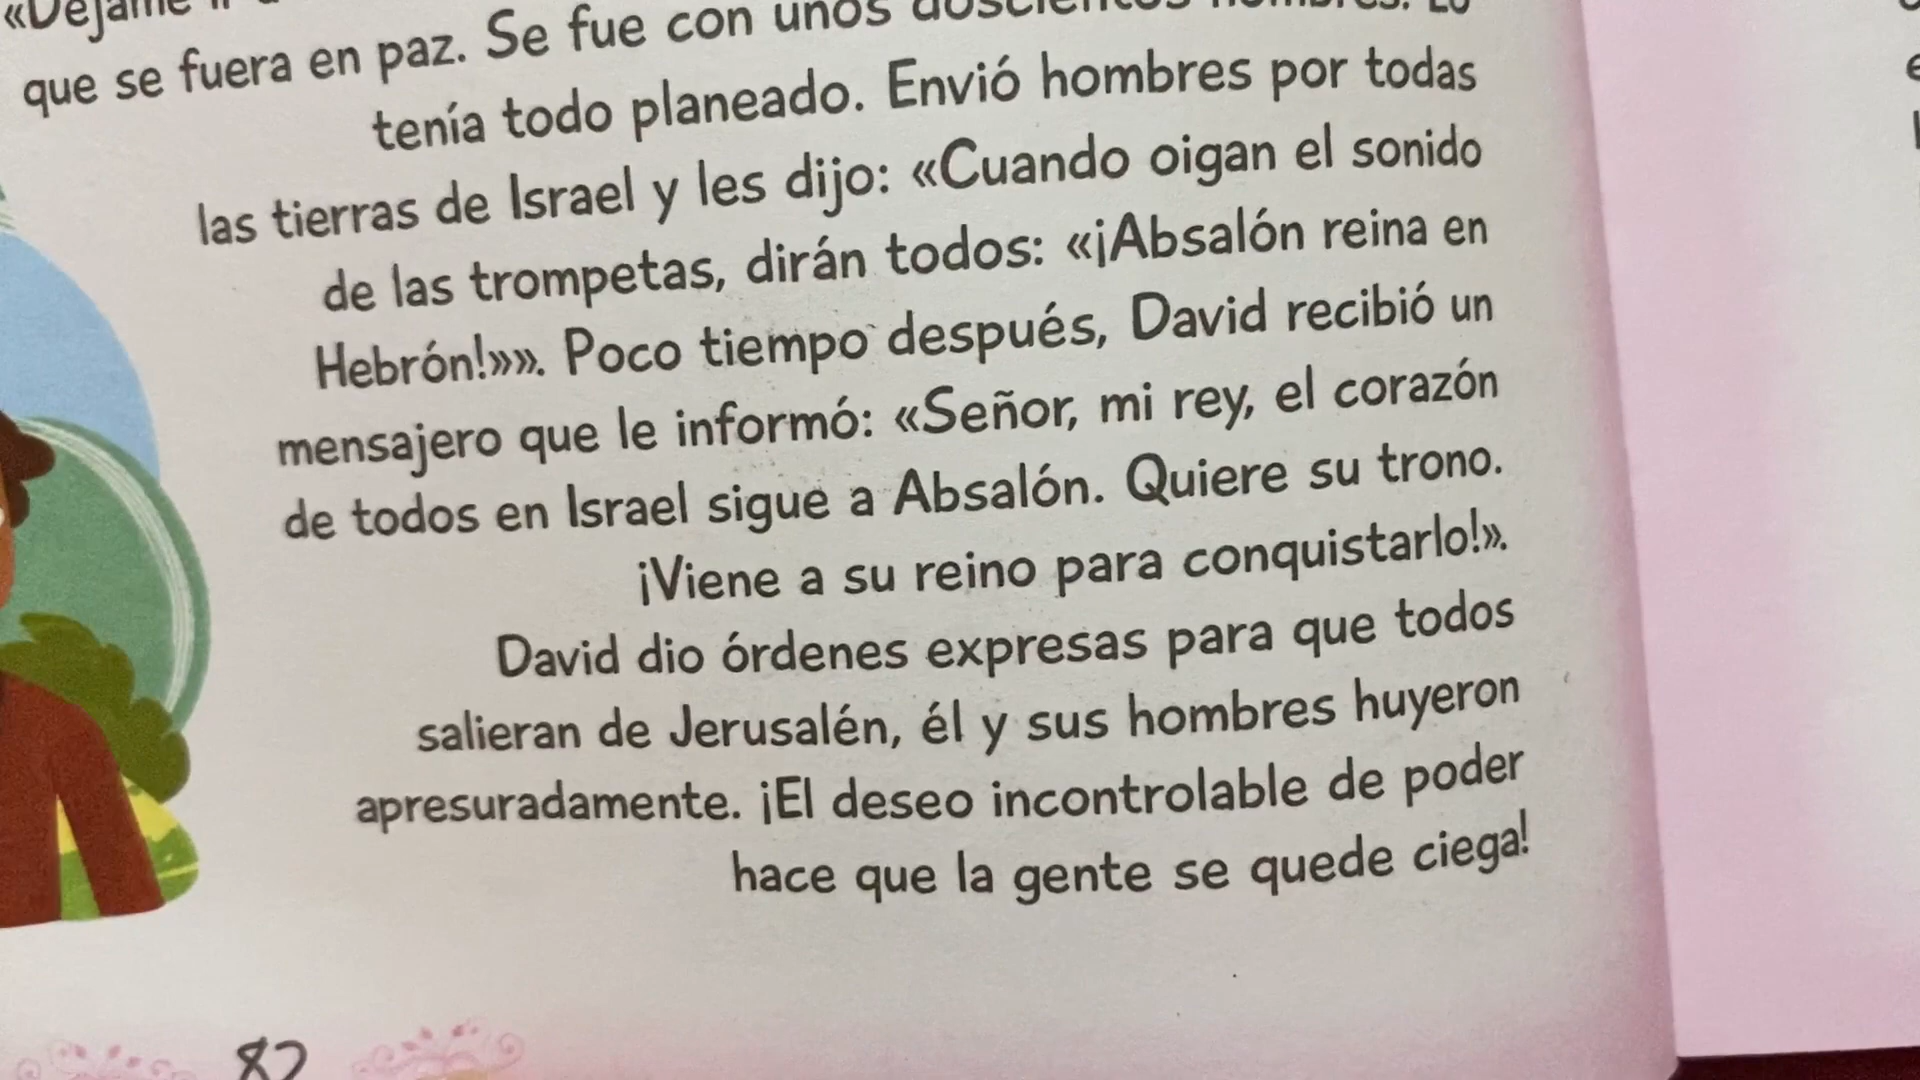 «Déjame
que se fuera en paz. Se fue con unos doscientos hombres. Lo
tenía todo planeado. Envió hombres por todas
las tierras de Israel y les dijo: «Cuando oigan el sonido
de las trompetas, dirán todos: «¡Absalón reina en
Hebrón!»». Poco tiempo después, David recibió un
mensajero que le informó: «Señor, mi rey, el corazón
de todos en Israel sigue a Absalón. Quiere su trono.
¡Viene a su reino para conquistarlo!».
David dio órdenes expresas para que todos
salieran de Jerusalén, él y sus hombres huyeron
apresuradamente. ¡El deseo incontrolable de poder
hace que la gente se quede ciega!
82